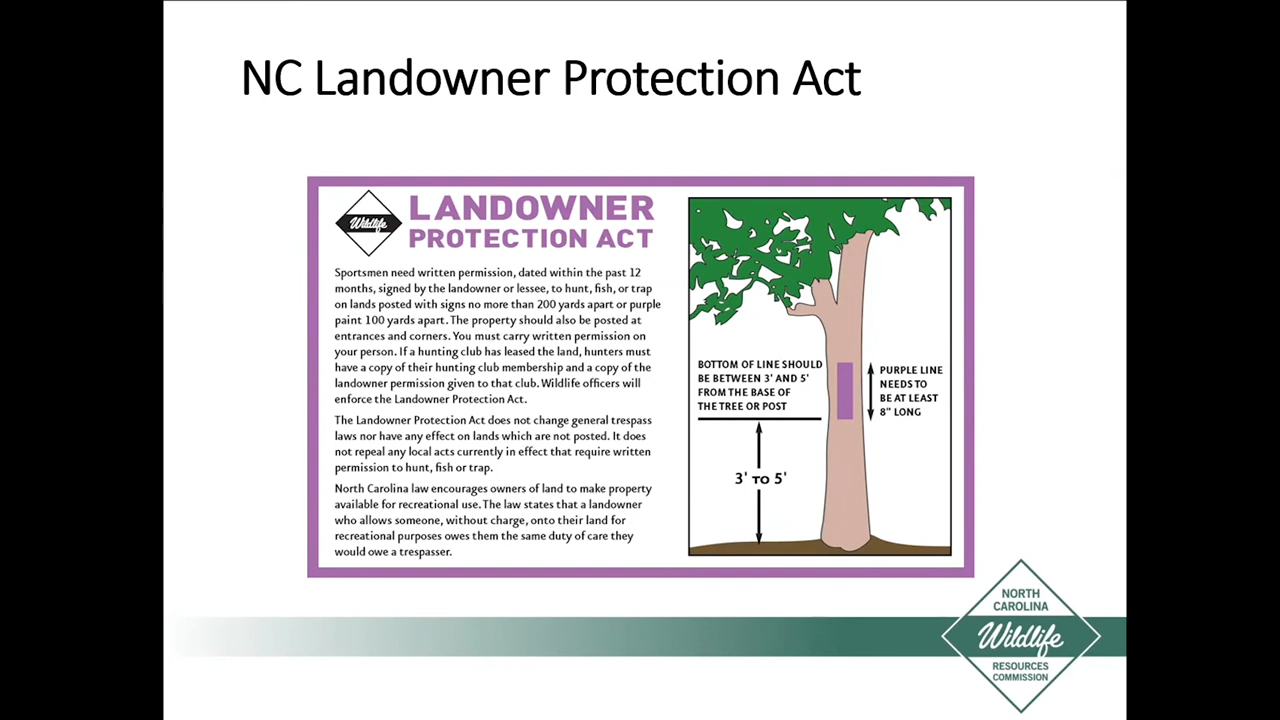 NC Landowner Protection Act
Wildlife
LANDOWNER
PROTECTION ACT
Sportsmen need written permission, dated within the past 12
months, signed by the landowner or lessee, to hunt, fish, or trap
on lands posted with signs no more than 200 yards apart or purple
paint 100 yards apart. The property should also be posted at
entrances and corners. You must carry written permission on
your person. If a hunting club has leased the land, hunters must
have a copy of their hunting club membership and a copy of the
landowner permission given to that club. Wildlife officers will
enforce the Landowner Protection Act.
The Landowner Protection Act does not change general trespass
laws nor have any effect on lands which are not posted. It does
not repeal any local acts currently in effect that require written
permission to hunt, fish or trap.
North Carolina law encourages owners of land to make property
available for recreational use. The law states that a landowner
who allows someone, without charge, onto their land for
recreational purposes owes them the same duty of care they
would owe a trespasser.
BOTTOM OF LINE SHOULD
BE BETWEEN 3' AND 5'
FROM THE BASE OF
THE TREE OR POST
3' TO 5'
PURPLE LINE
NEEDS TO
BE AT LEAST
8" LONG
NORTH
CAROLINA
Wildlife
RESOURCES
COMMISSION